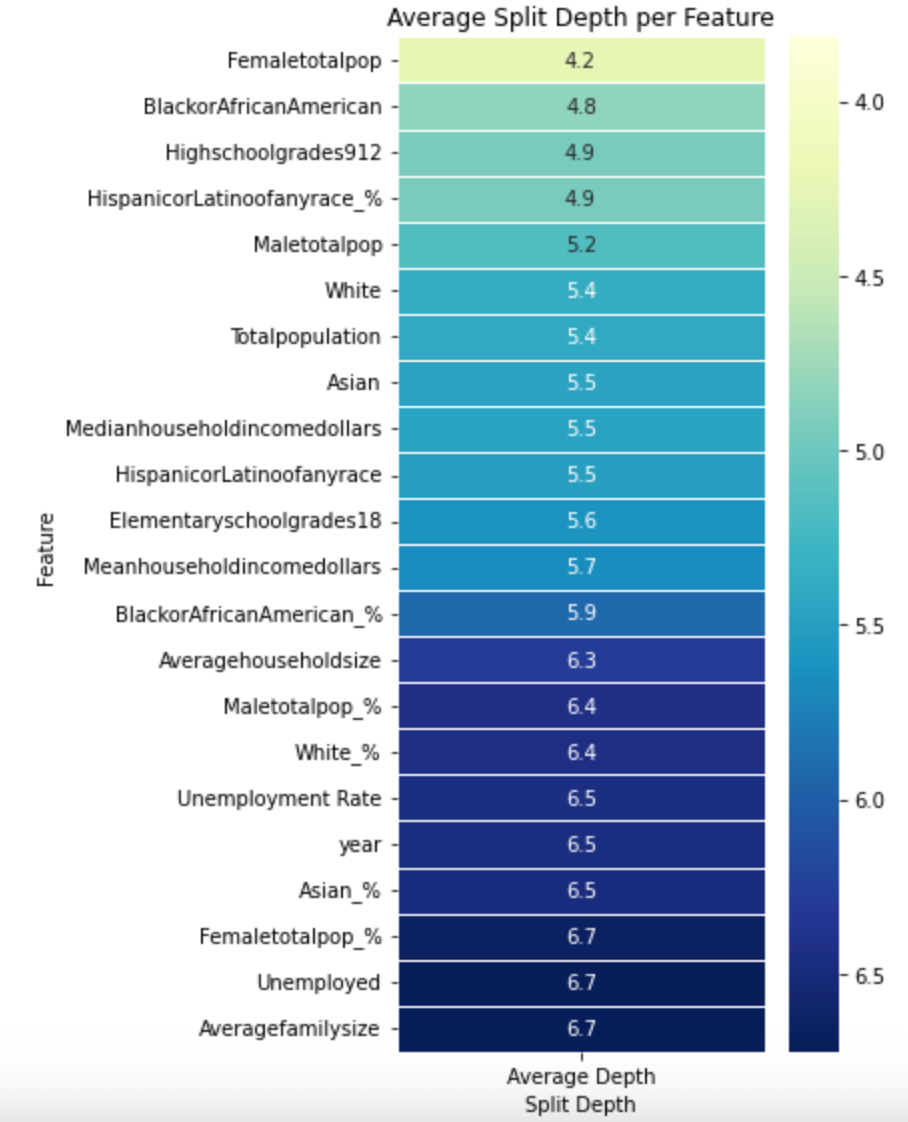 Average Split Depth per Feature
Femaletotalpop 4.2
BlackorAfricanAmerican 4.8
Highschoolgrades912 4.9
HispanicorLatinoofanyrace_% 4.9
Maletotalpop 5.2
White 5.4
Totalpopulation 5.4
Asian 5.5
Medianhouseholdincomedollars 5.5
HispanicorLatinoofanyrace 5.5
Elementaryschoolgrades18 5.6
Meanhouseholdincomedollars 5.7
BlackorAfricanAmerican_% 5.9
Averagehouseholdsize 6.3
Maletotalpop_% 6.4
White_% 6.4
Unemployment Rate 6.5
year 6.5
Asian_% 6.5
Femaletotalpop_% 6.7
Unemployed 6.7
Averagefamilysize 6.7
Feature
Average Depth
Split Depth
4.0
4.5
5.0
5.5
6.0
6.5